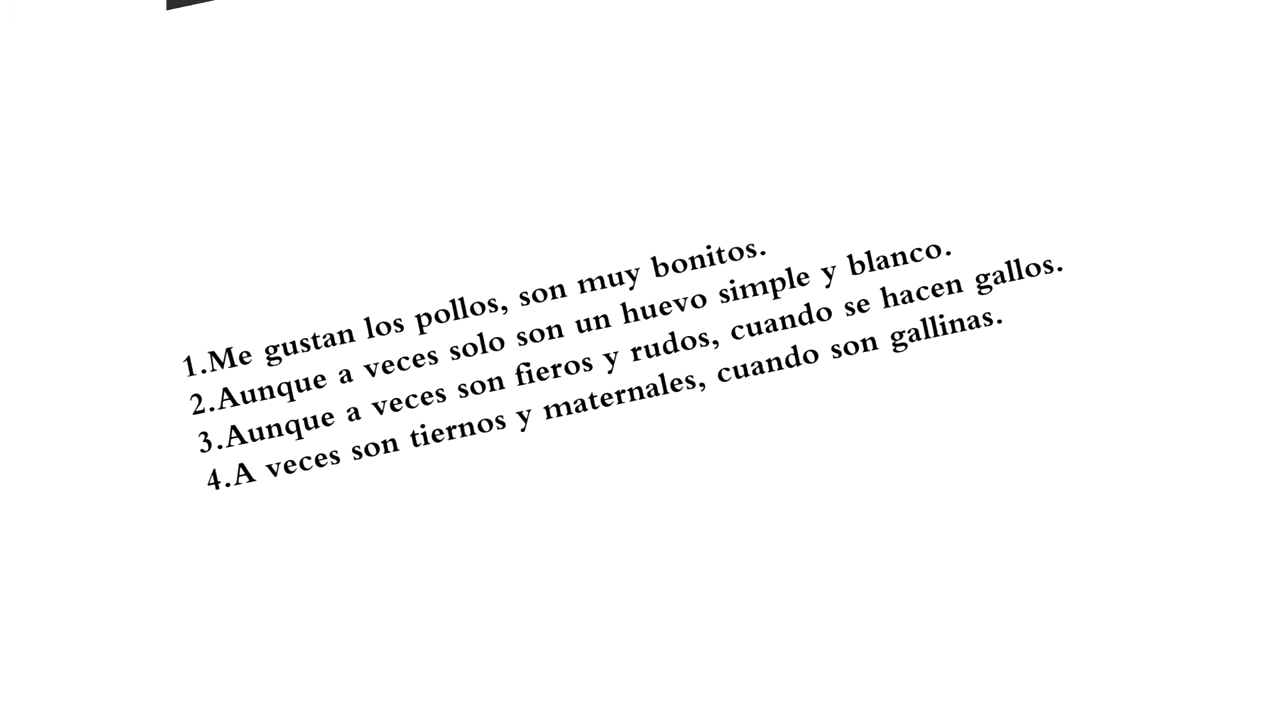 1.Me gustan los pollos, son muy bonitos.
2.Aunque a veces solo son un huevo simple y blanco.
3.Aunque a veces son fieros y rudos, cuando se hacen gallos.
4.A veces son tiernos y maternales, cuando son gallinas.